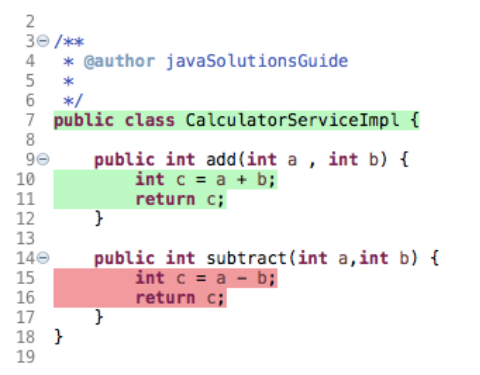 2
3 /**
4 * @author javaSolutionsGuide
5 *
6 */
7 public class CalculatorServiceImpl {
8
9 public int add(int a , int b) {
10 int c = a + b;
11 return c;
12 }
13
14 public int subtract(int a,int b) {
15 int c = a - b;
16 return c;
17 }
18 }
19